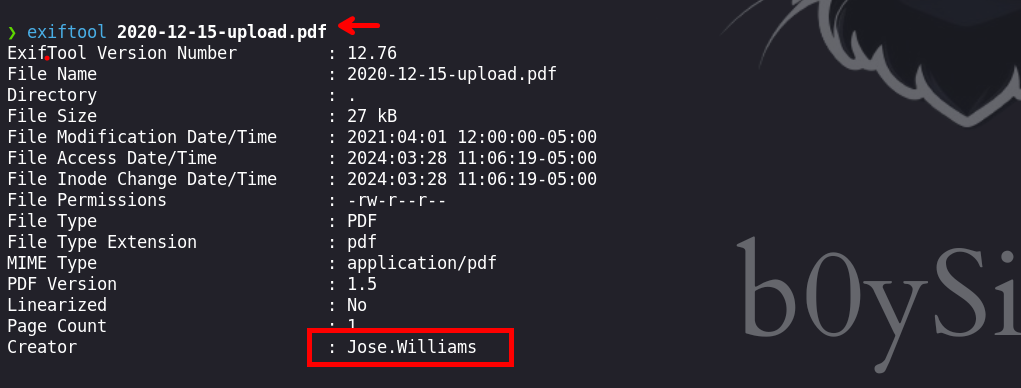 ❯ exiftool 2020-12-15-upload.pdf
ExifTool Version Number : 12.76
File Name : 2020-12-15-upload.pdf
Directory : .
File Size : 27 kB
File Modification Date/Time : 2021:04:01 12:00:00-05:00
File Access Date/Time : 2024:03:28 11:06:19-05:00
File Inode Change Date/Time : 2024:03:28 11:06:19-05:00
File Permissions : -rw-r--r--
File Type : PDF
File Type Extension : pdf
MIME Type : application/pdf
PDF Version : 1.5
Linearized : No
Page Count : 1
Creator : Jose.Williams
b0ySi